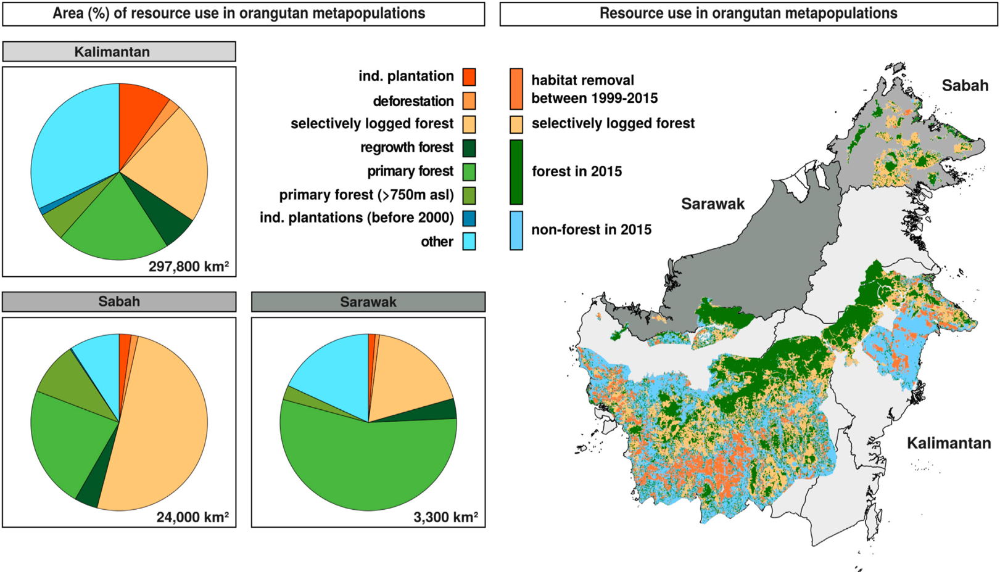 Area (%) of resource use in orangutan metapopulations
Resource use in orangutan metapopulations
Kalimantan
297,800 km²
ind. plantation
deforestation
selectively logged forest
regrowth forest
primary forest
primary forest (>750m asl)
ind. plantations (before 2000)
other
habitat removal
between 1999-2015
selectively logged forest
forest in 2015
non-forest in 2015
Sabah
Sarawak
Kalimantan
Sabah
24,000 km²
Sarawak
3,300 km²